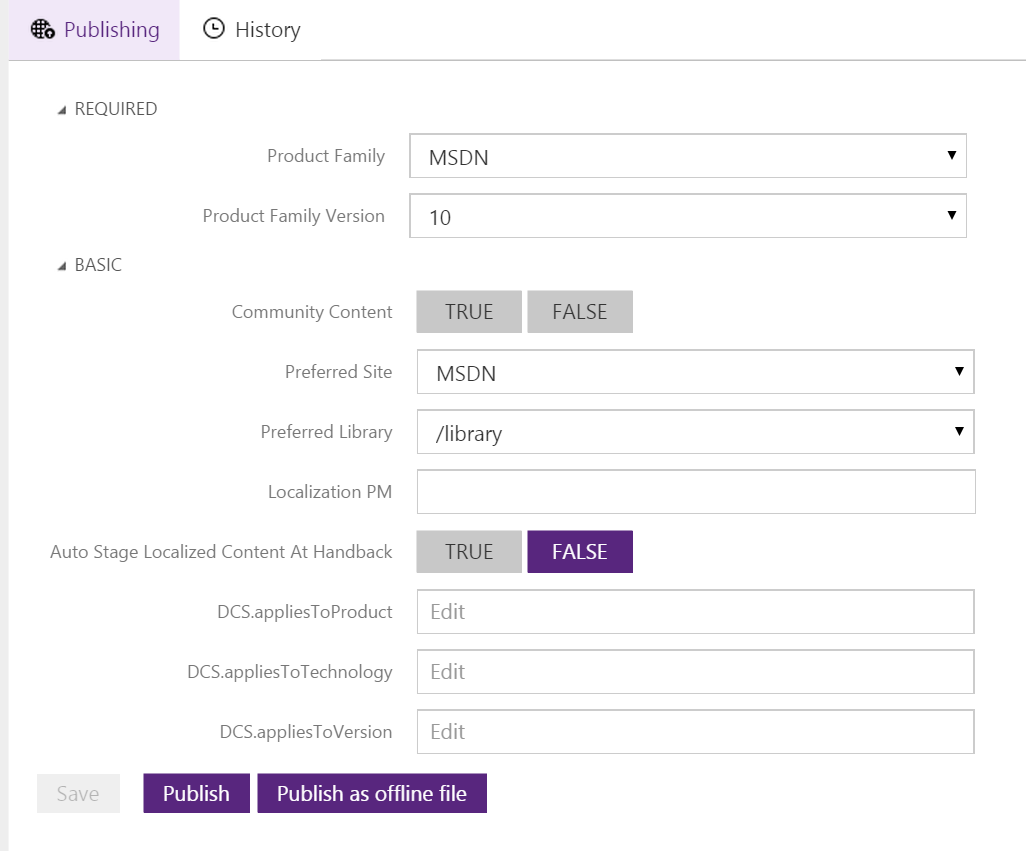 Publishing History
REQUIRED
Product Family MSDN
Product Family Version 10
BASIC
Community Content TRUE FALSE
Preferred Site MSDN
Preferred Library /library
Localization PM
Auto Stage Localized Content At Handback TRUE FALSE
DCS.appliesToProduct Edit
DCS.appliesToTechnology Edit
DCS.appliesToVersion Edit
Save Publish Publish as offline file